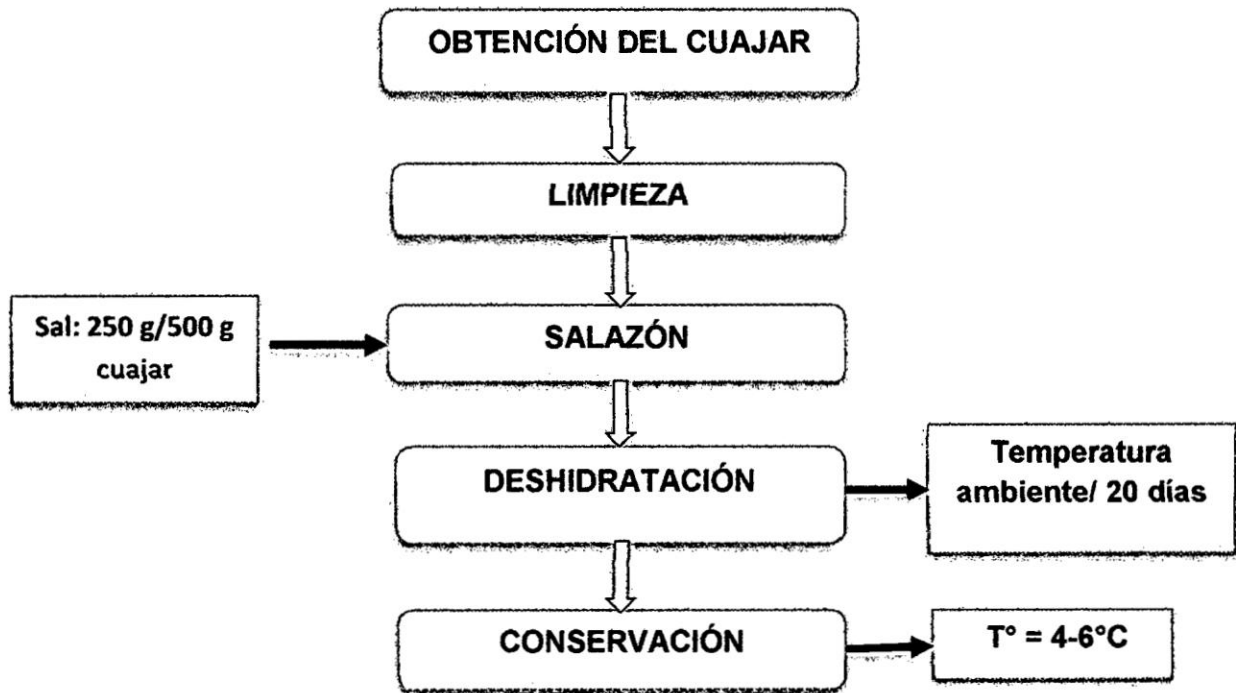 OBTENCIÓN DEL CUAJAR
LIMPIEZA
Sal: 250 g/500 g
cuajar
SALAZÓN
DESHIDRATACIÓN
Temperatura
ambiente/ 20 días
CONSERVACIÓN
T° = 4-6°C